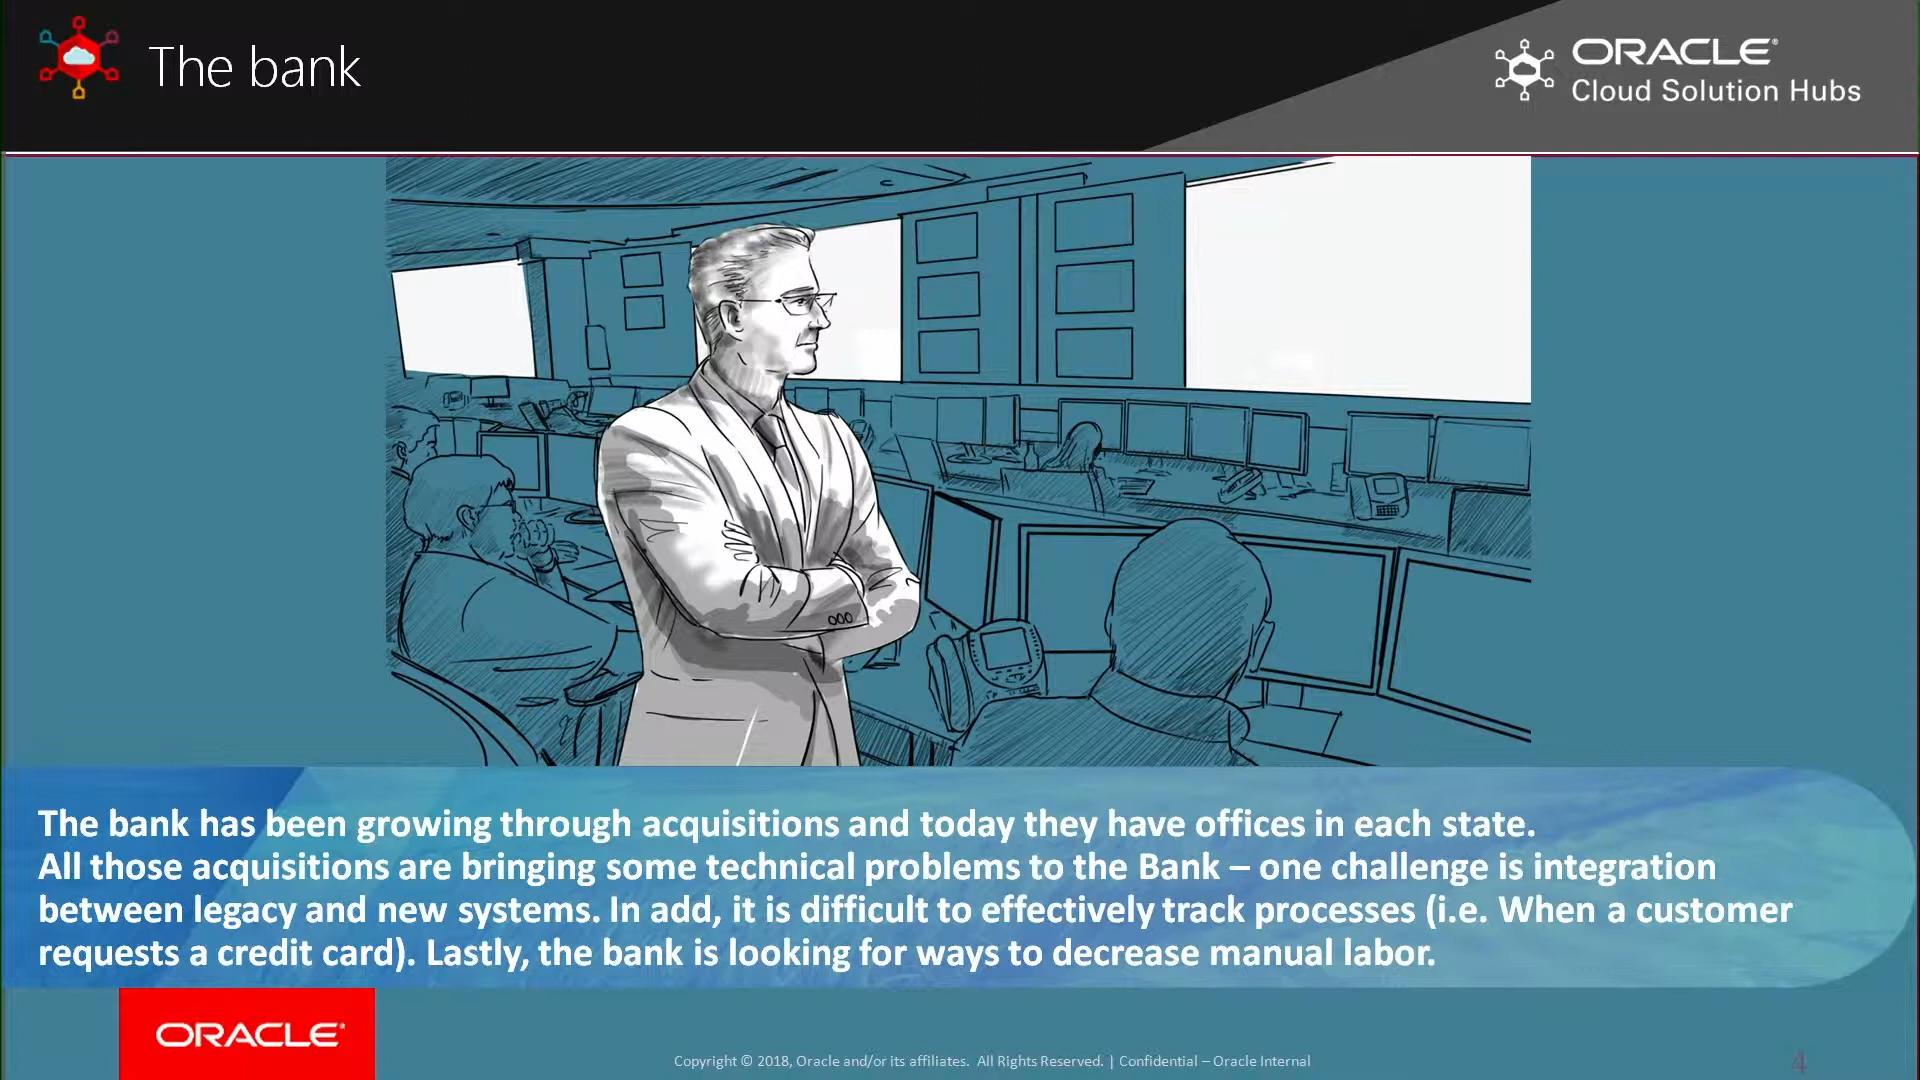 The bank
ORACLE
Cloud Solution Hubs
The bank has been growing through acquisitions and today they have offices in each state.
All those acquisitions are bringing some technical problems to the Bank – one challenge is integration
between legacy and new systems. In add, it is difficult to effectively track processes (i.e. When a customer
requests a credit card). Lastly, the bank is looking for ways to decrease manual labor.
ORACLE
Copyright © 2018, Oracle and/or its affiliates. All Rights Reserved. | Confidential – Oracle Internal
4